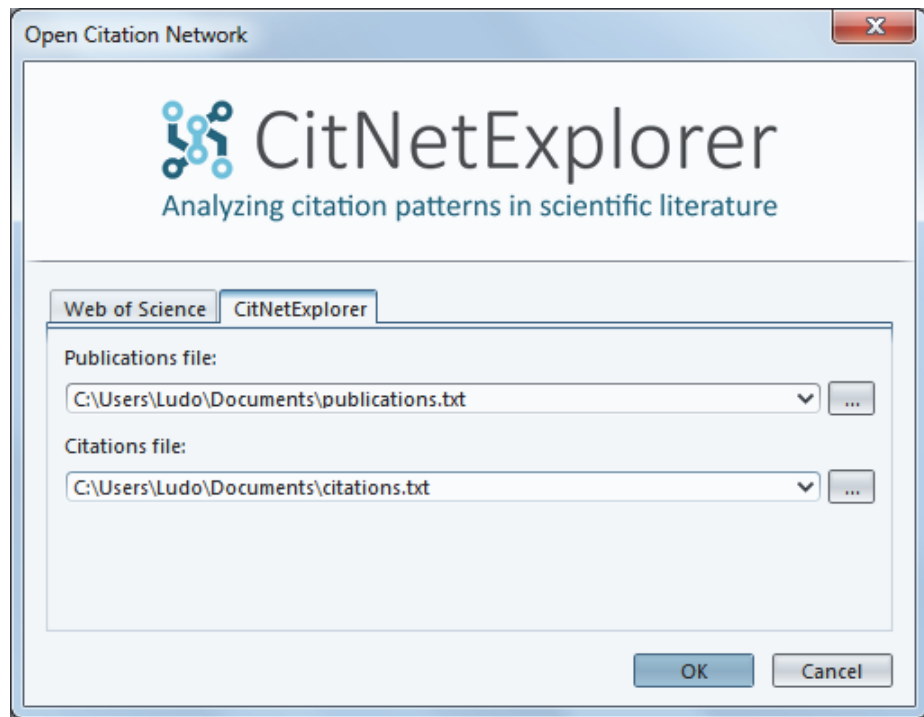 Open Citation Network
CitNetExplorer
Analyzing citation patterns in scientific literature
Web of Science CitNetExplorer
Publications file:
C:\Users\Ludo\Documents\publications.txt ...
Citations file:
C:\Users\Ludo\Documents\citations.txt ...
OK Cancel